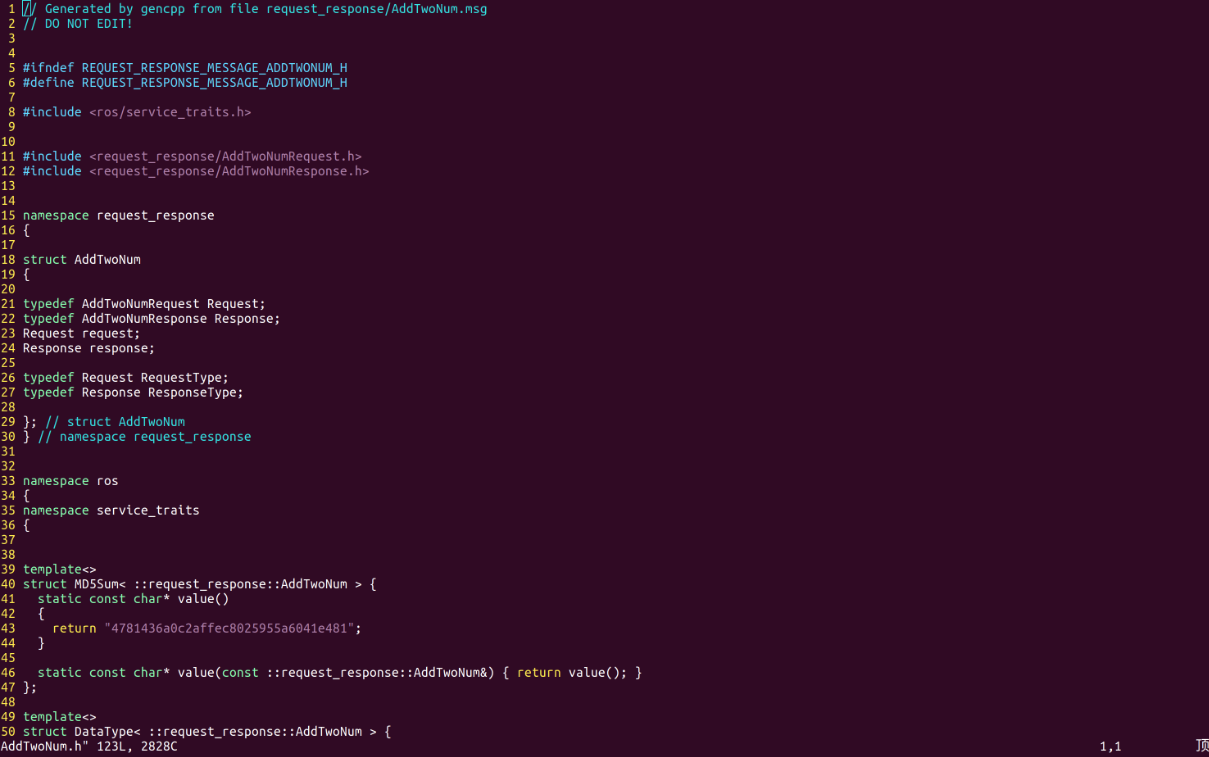 1 // Generated by gencpp from file request_response/AddTwoNum.msg
2 // DO NOT EDIT!
3
4
5 #ifndef REQUEST_RESPONSE_MESSAGE_ADDTWONUM_H
6 #define REQUEST_RESPONSE_MESSAGE_ADDTWONUM_H
7
8 #include <ros/service_traits.h>
9
10
11 #include <request_response/AddTwoNumRequest.h>
12 #include <request_response/AddTwoNumResponse.h>
13
14
15 namespace request_response
16 {
17
18 struct AddTwoNum
19 {
20
21 typedef AddTwoNumRequest Request;
22 typedef AddTwoNumResponse Response;
23 Request request;
24 Response response;
25
26 typedef Request RequestType;
27 typedef Response ResponseType;
28
29 }; // struct AddTwoNum
30 } // namespace request_response
31
32
33 namespace ros
34 {
35 namespace service_traits
36 {
37
38
39 template<>
40 struct MD5Sum< ::request_response::AddTwoNum > {
41   static const char* value()
42   {
43     return "4781436a0c2affec8025955a6041e481";
44   }
45
46   static const char* value(const ::request_response::AddTwoNum&) { return value(); }
47 };
48
49 template<>
50 struct DataType< ::request_response::AddTwoNum > {
AddTwoNum.h" 123L, 2828C 1,1 顶